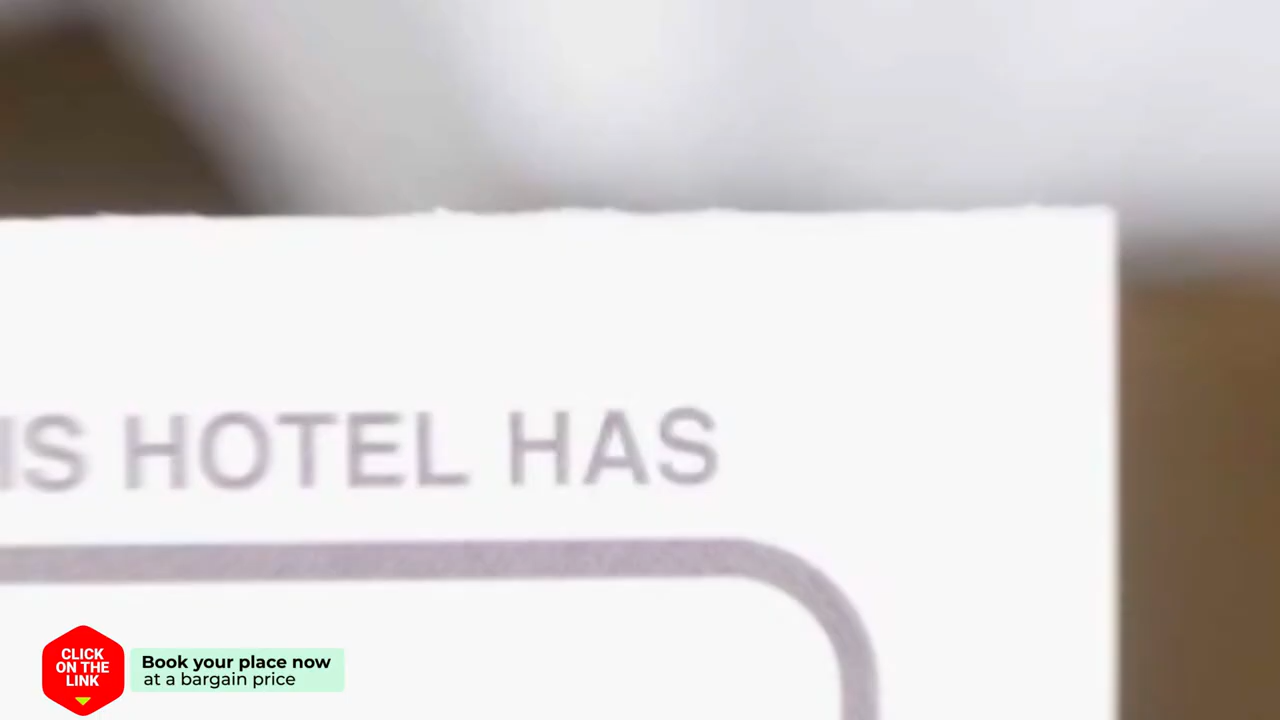 IS HOTEL HAS
CLICK
ON THE
LINK
Book your place now
at a bargain price